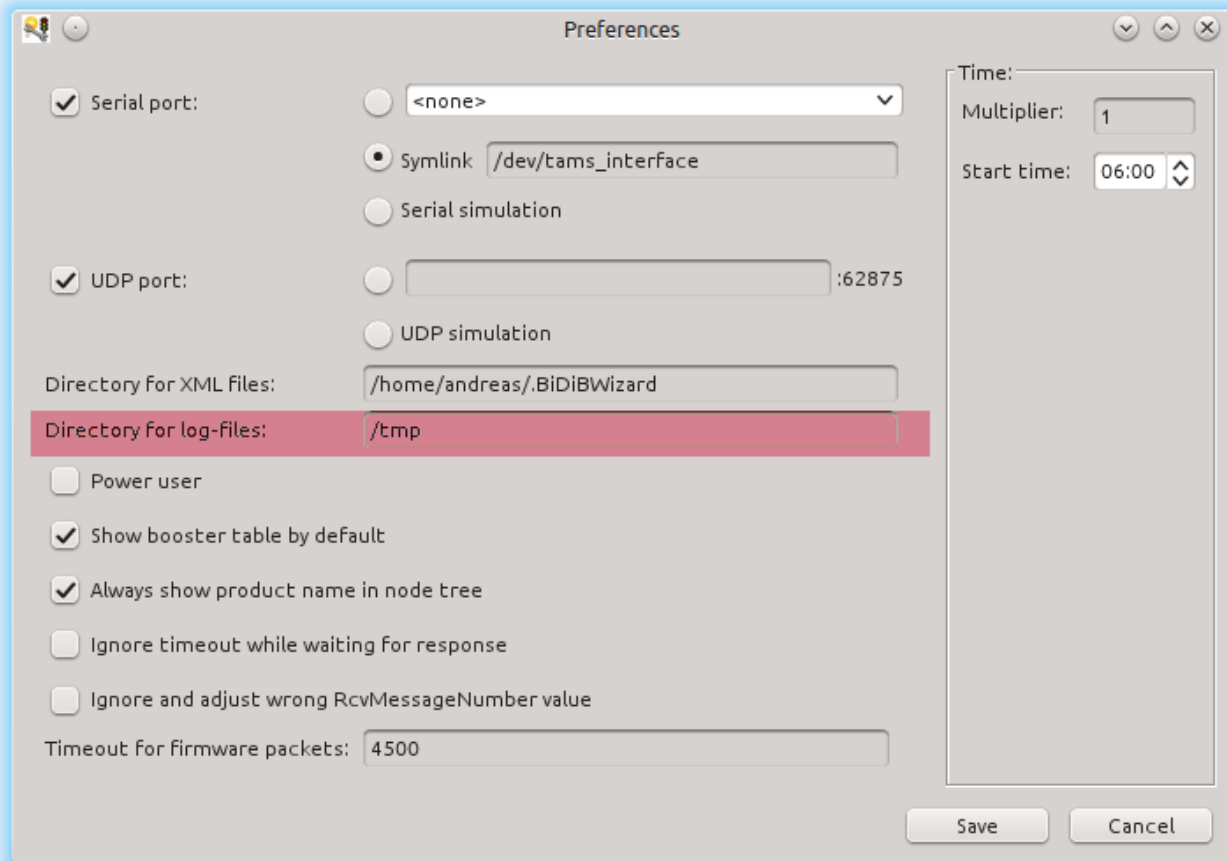 Preferences
Serial port: <none>
Symlink /dev/tams_interface
Serial simulation
UDP port: :62875
UDP simulation
Directory for XML files: /home/andreas/.BiDiBWizard
Directory for log-files: /tmp
Power user
Show booster table by default
Always show product name in node tree
Ignore timeout while waiting for response
Ignore and adjust wrong RcvMessageNumber value
Timeout for firmware packets: 4500
Time:
Multiplier: 1
Start time: 06:00
Save Cancel